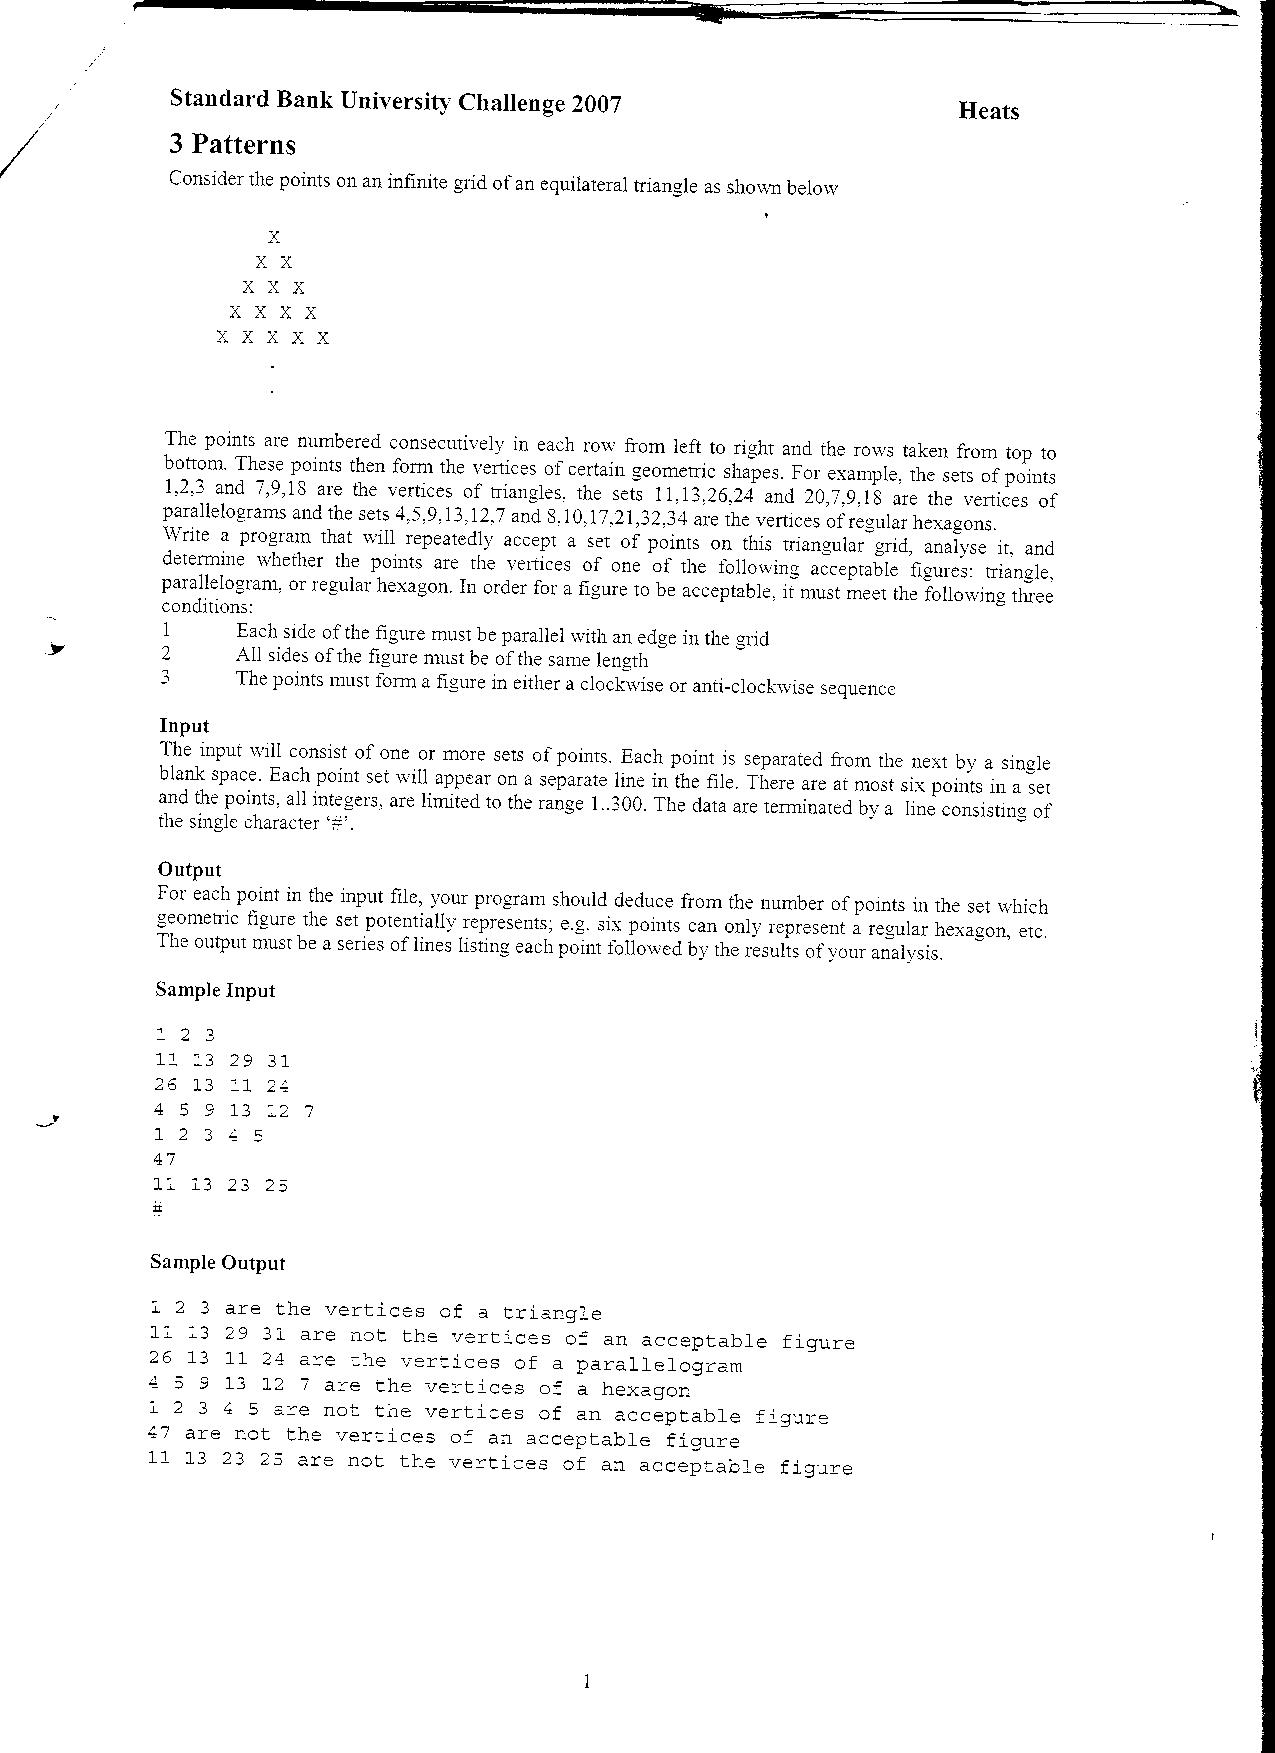 Standard Bank University Challenge 2007
Heats
3 Patterns
Consider the points on an infinite grid of an equilateral triangle as shown below
X
X X
X X X
X X X X
X X X X X
.
.
The points are numbered consecutively in each row from left to right and the rows taken from top to
bottom. These points then form the vertices of certain geometric shapes. For example, the sets of points
1,2,3 and 7,9,18 are the vertices of triangles, the sets 11,13,26,24 and 20,7,9,18 are the vertices of
parallelograms and the sets 4,5,9,13,12,7 and 8,10,17,21,32,34 are the vertices of regular hexagons.
Write a program that will repeatedly accept a set of points on this triangular grid, analyse it, and
determine whether the points are the vertices of one of the following acceptable figures: triangle,
parallelogram, or regular hexagon. In order for a figure to be acceptable, it must meet the following three
conditions:
1 Each side of the figure must be parallel with an edge in the grid
2 All sides of the figure must be of the same length
3 The points must form a figure in either a clockwise or anti-clockwise sequence
Input
The input will consist of one or more sets of points. Each point is separated from the next by a single
blank space. Each point set will appear on a separate line in the file. There are at most six points in a set
and the points, all integers, are limited to the range 1..300. The data are terminated by a line consisting of
the single character ‘#’.
Output
For each point in the input file, your program should deduce from the number of points in the set which
geometric figure the set potentially represents; e.g. six points can only represent a regular hexagon, etc.
The output must be a series of lines listing each point followed by the results of your analysis.
Sample Input
1 2 3
11 13 29 31
26 13 11 24
4 5 9 13 12 7
1 2 3 4 5
47
11 13 23 25
#
Sample Output
1 2 3 are the vertices of a triangle
11 13 29 31 are not the vertices of an acceptable figure
26 13 11 24 are the vertices of a parallelogram
4 5 9 13 12 7 are the vertices of a hexagon
1 2 3 4 5 are not the vertices of an acceptable figure
47 are not the vertices of an acceptable figure
11 13 23 25 are not the vertices of an acceptable figure
1